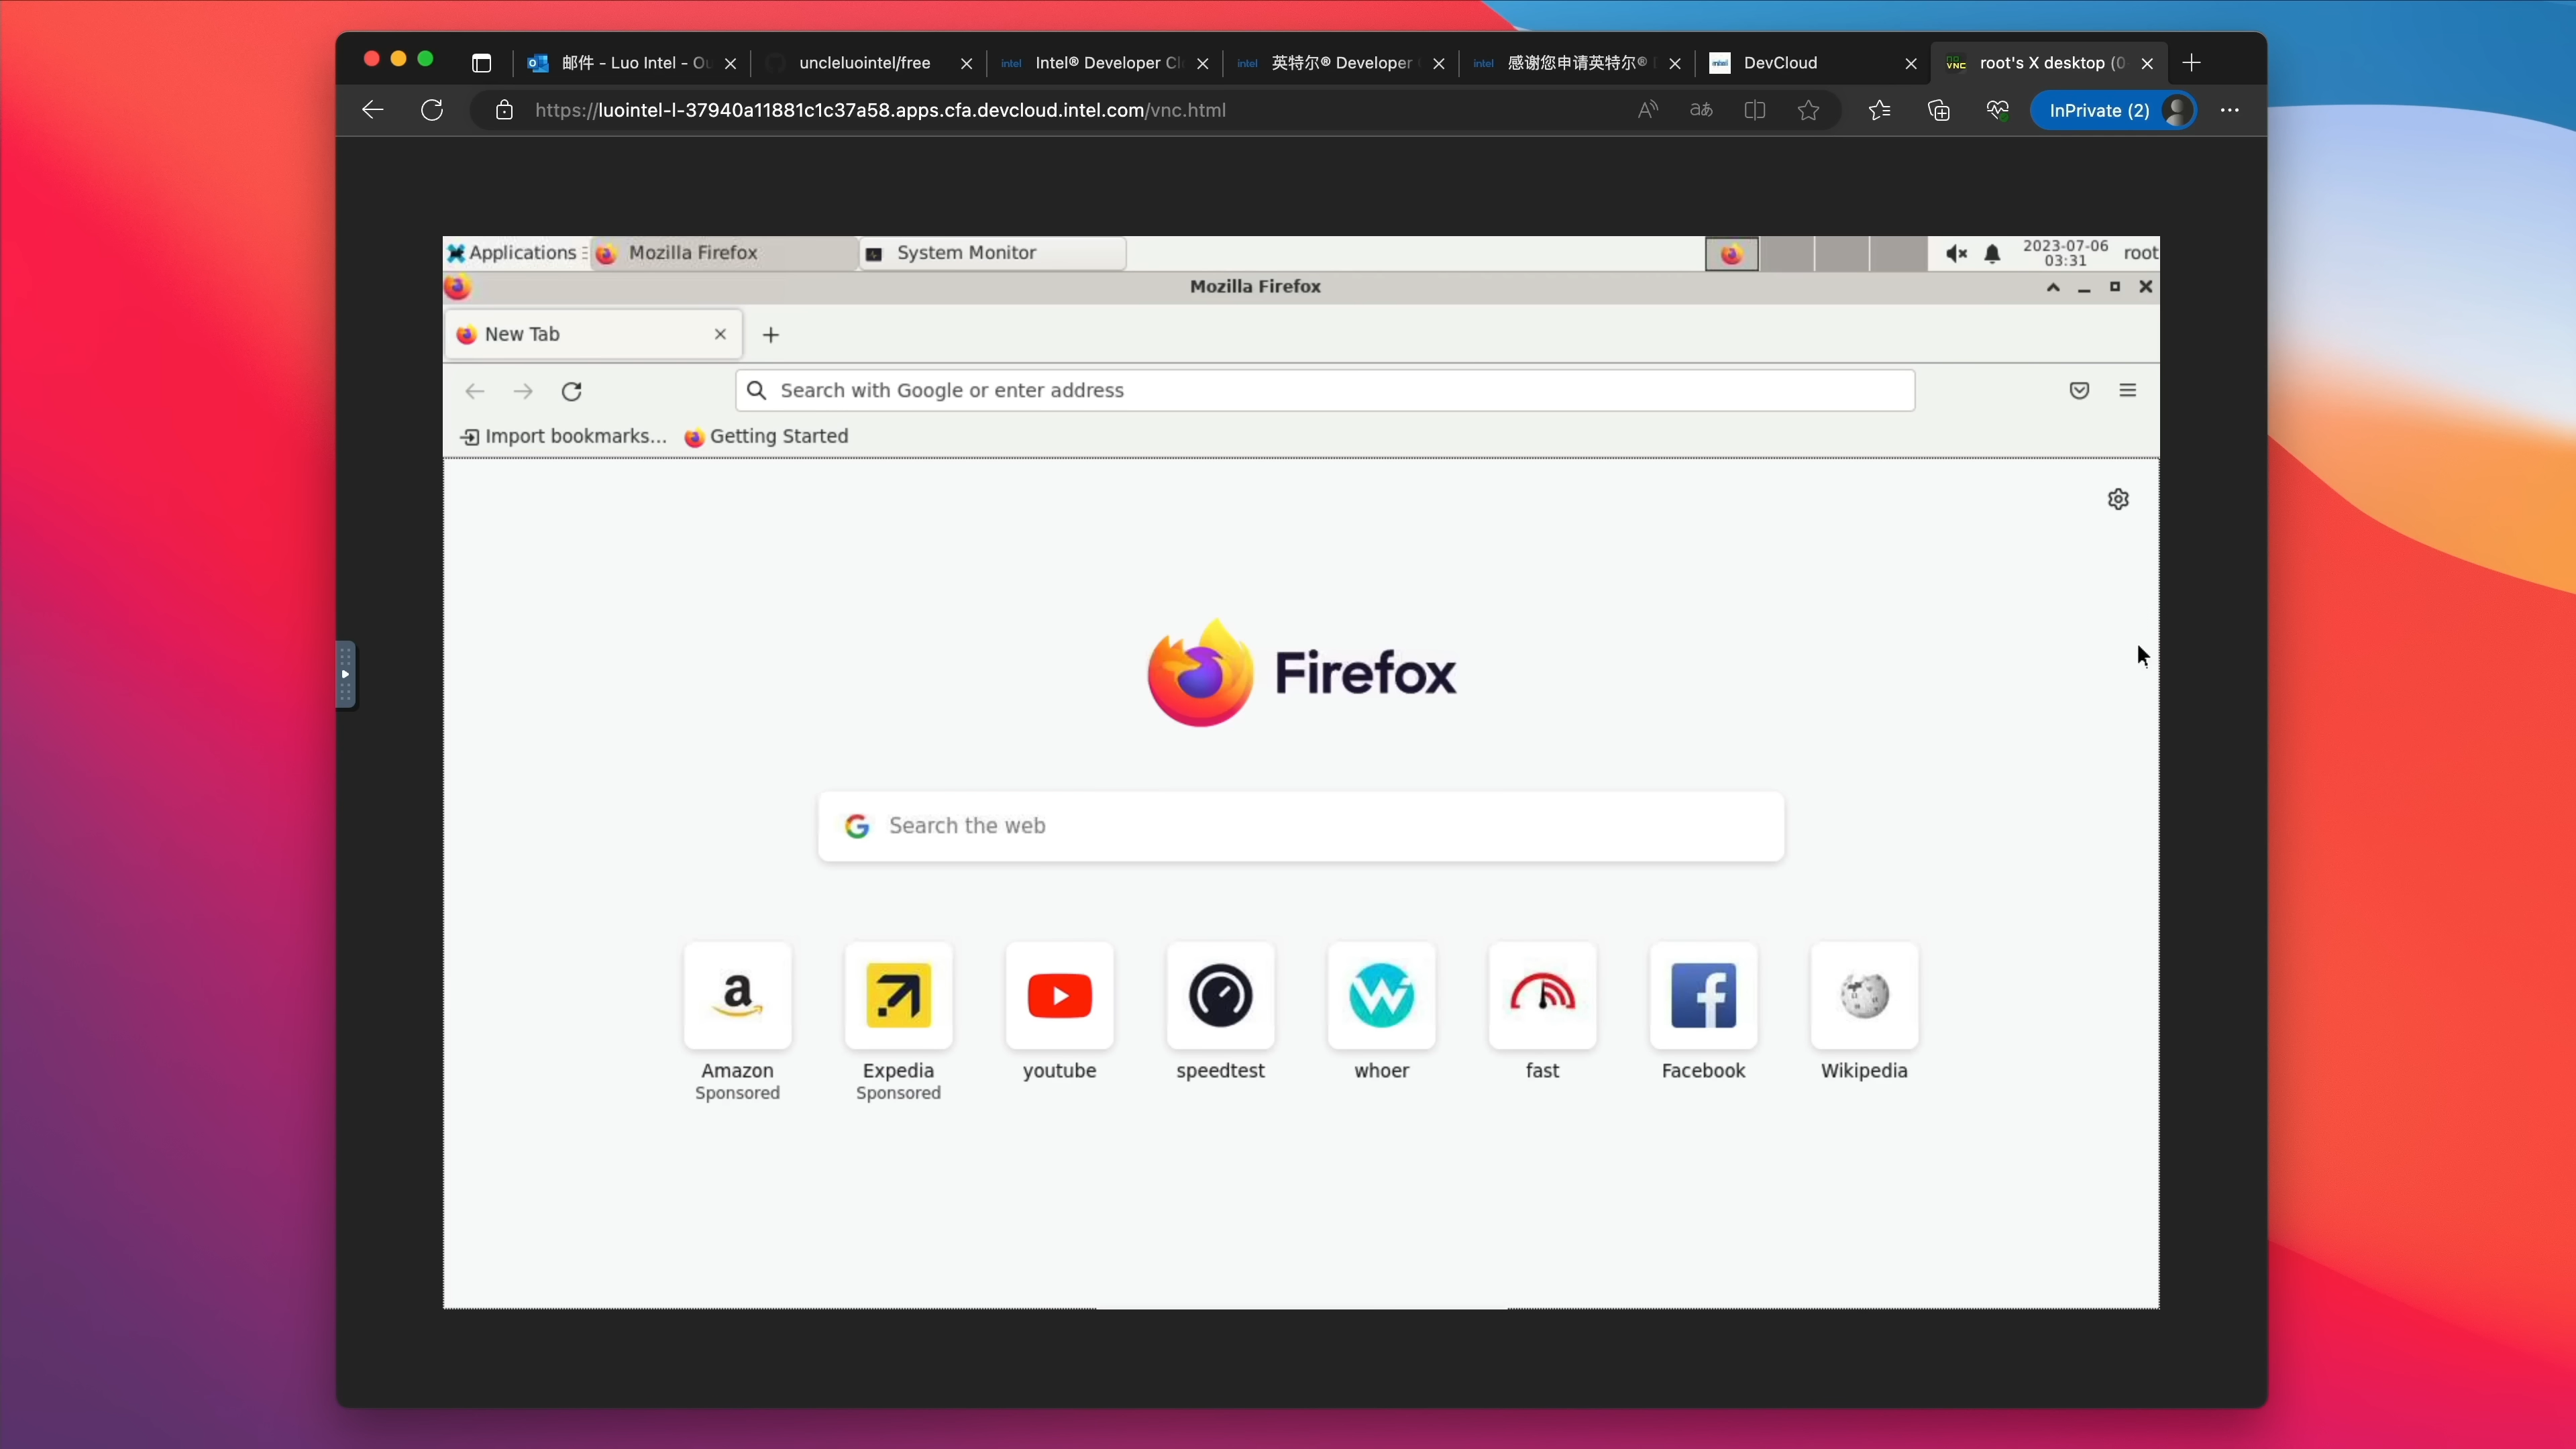 邮件 - Luo Intel - Ou
uncleluointel/free
Intel® Developer Cl
英特尔® Developer
感谢您申请英特尔®
DevCloud
root's X desktop (0
https://luointel-l-37940a11881c1c37a58.apps.cfa.devcloud.intel.com/vnc.html
InPrivate (2)
Applications
Mozilla Firefox
System Monitor
2023-07-06
03:31
root
Mozilla Firefox
New Tab
Search with Google or enter address
Import bookmarks...
Getting Started
Firefox
Search the web
Amazon
Sponsored
Expedia
Sponsored
youtube
speedtest
whoer
fast
Facebook
Wikipedia